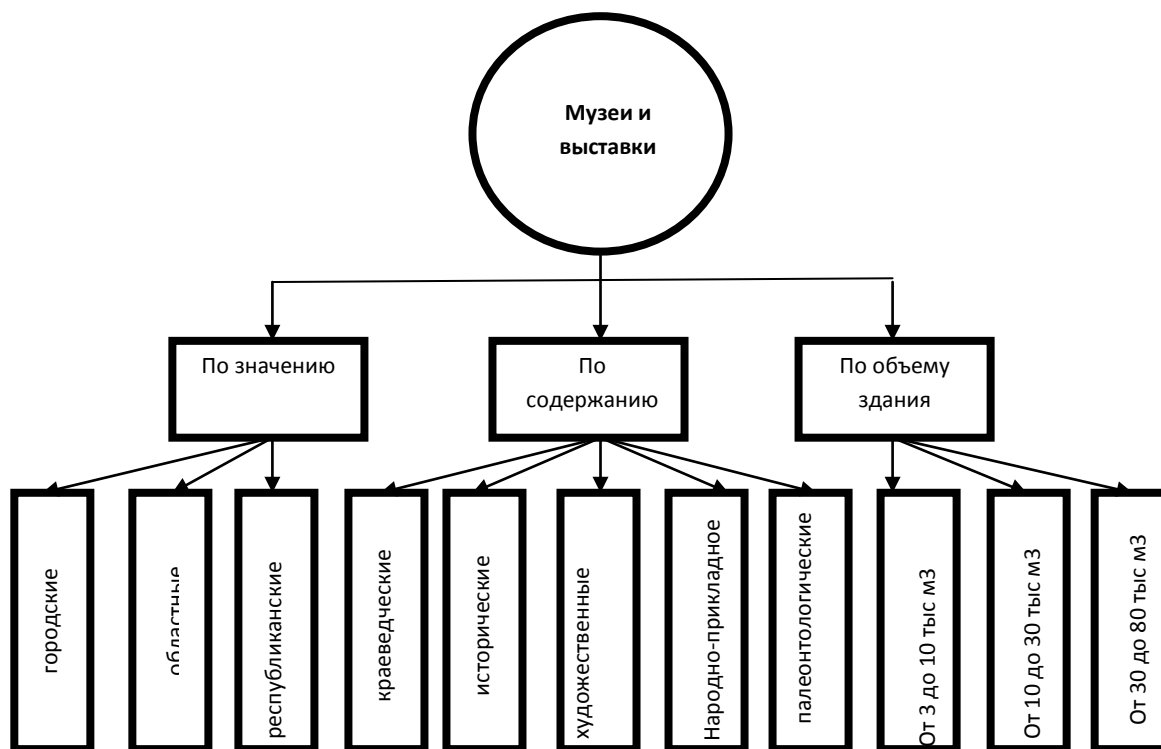 Музеи и
выставки
По значению
По
содержанию
По объему
здания
городские
областные
республиканские
краеведческие
исторические
художественные
Народно-прикладное
палеонтологические
От 3 до 10 тыс м3
От 10 до 30 тыс м3
От 30 до 80 тыс м3